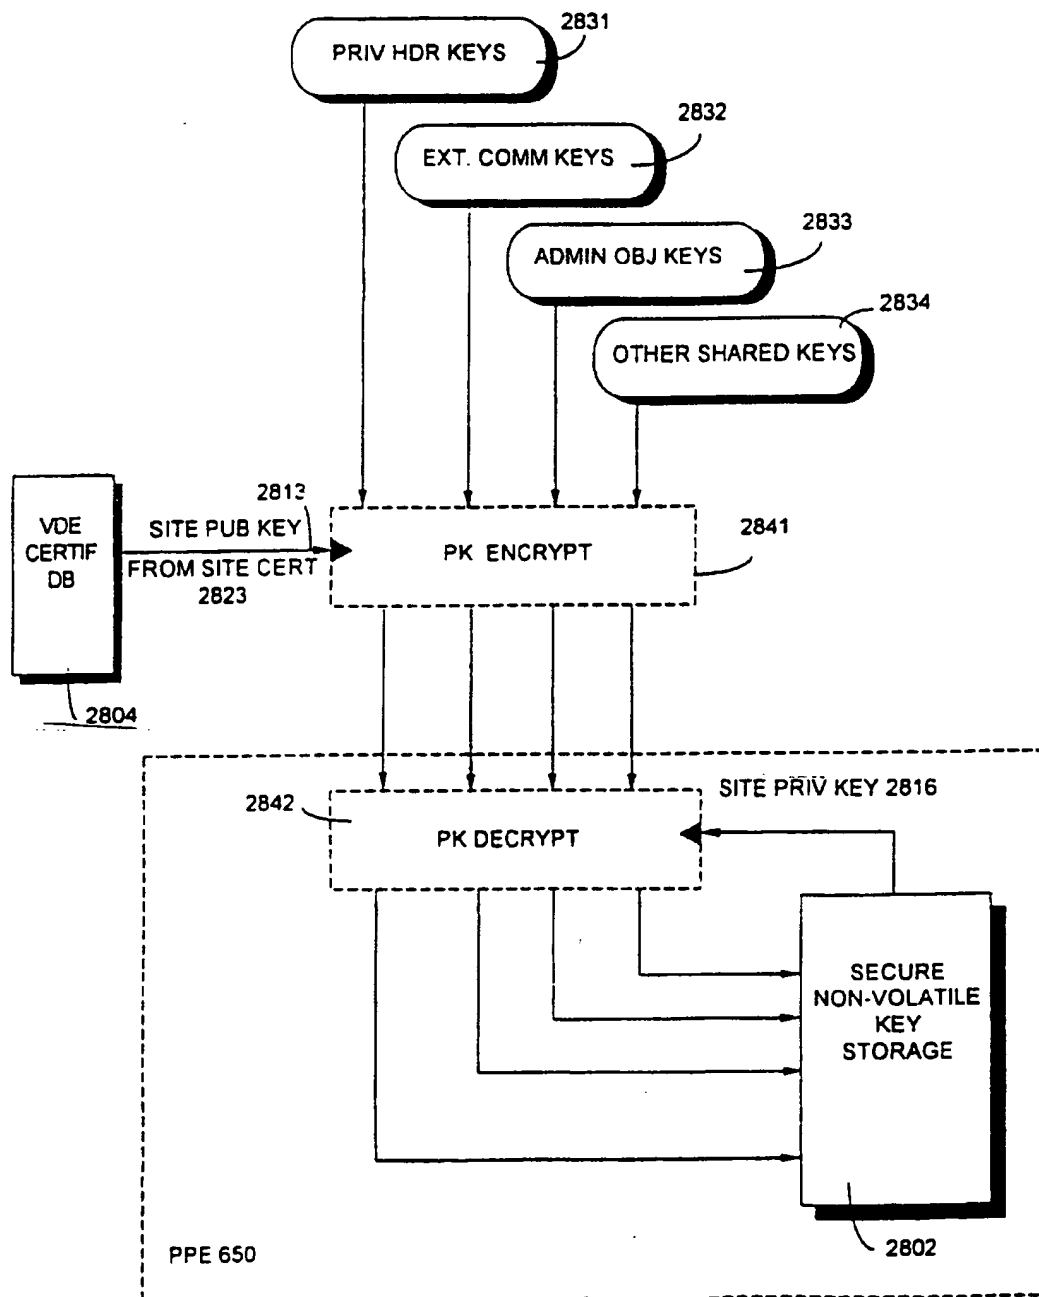 2831
PRIV HDR KEYS
2832
EXT. COMM KEYS
2833
ADMIN OBJ KEYS
2834
OTHER SHARED KEYS
2813
VDE
CERTIF
DB
SITE PUB KEY
FROM SITE CERT
2823
PK ENCRYPT
2841
2804
2842
SITE PRIV KEY 2816
PK DECRYPT
SECURE
NON-VOLATILE
KEY
STORAGE
2802
PPE 650